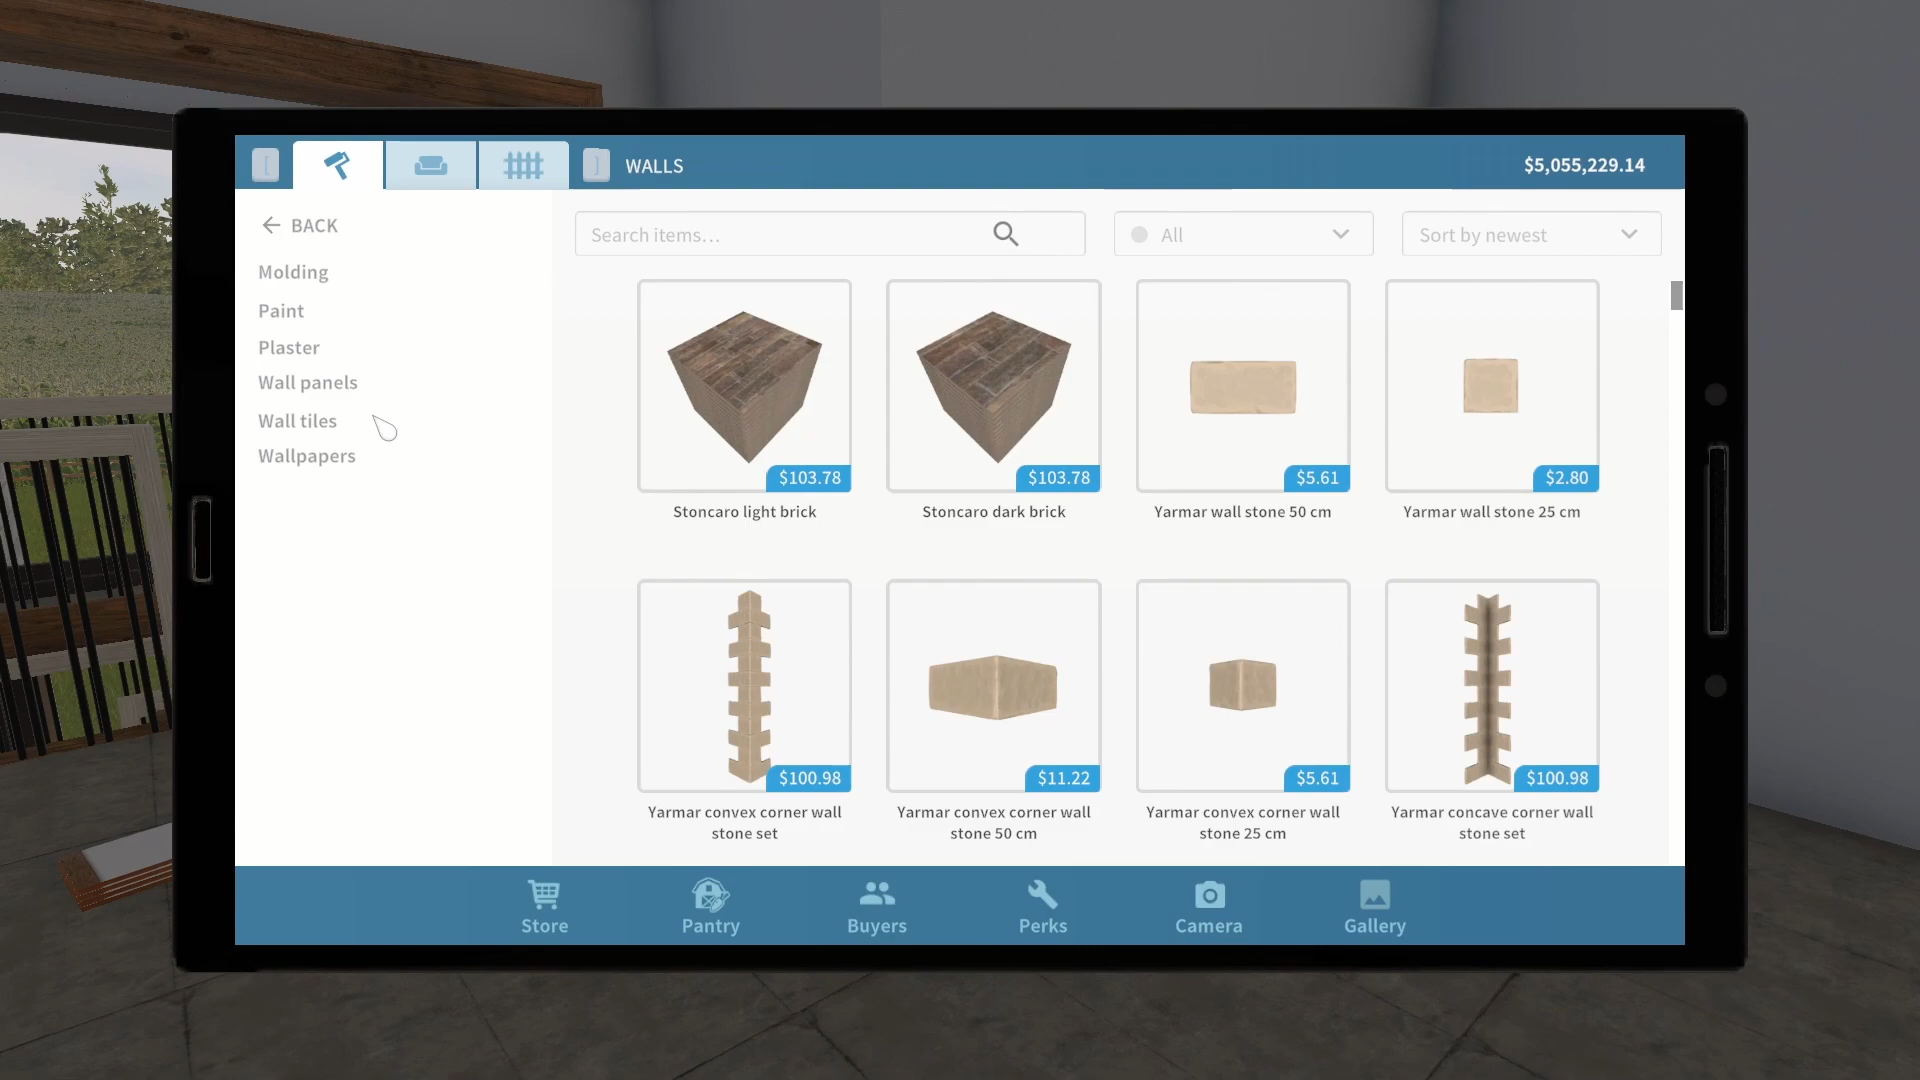 [
]
WALLS
$5,055,229.14
BACK
Molding
Paint
Plaster
Wall panels
Wall tiles
Wallpapers
Search items...
All
Sort by newest
$103.78
Stoncaro light brick
$103.78
Stoncaro dark brick
$5.61
Yarmar wall stone 50 cm
$2.80
Yarmar wall stone 25 cm
$100.98
Yarmar convex corner wall
stone set
$11.22
Yarmar convex corner wall
stone 50 cm
$5.61
Yarmar convex corner wall
stone 25 cm
$100.98
Yarmar concave corner wall
stone set
Store
Pantry
Buyers
Perks
Camera
Gallery